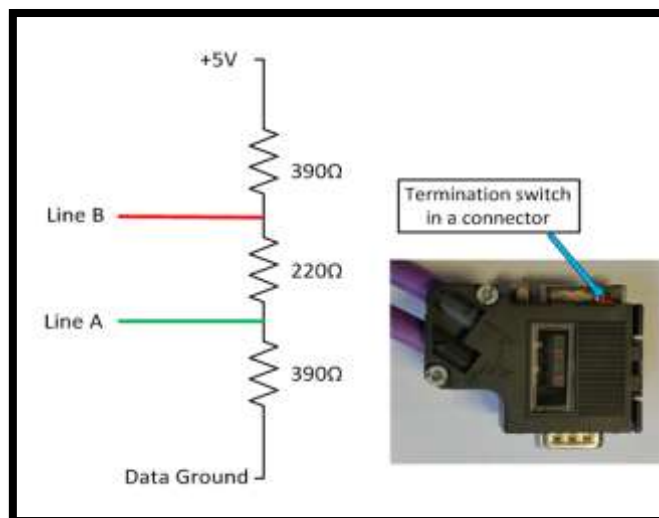 +5V
390Ω
Line B
220Ω
Line A
390Ω
Data Ground
Termination switch
in a connector